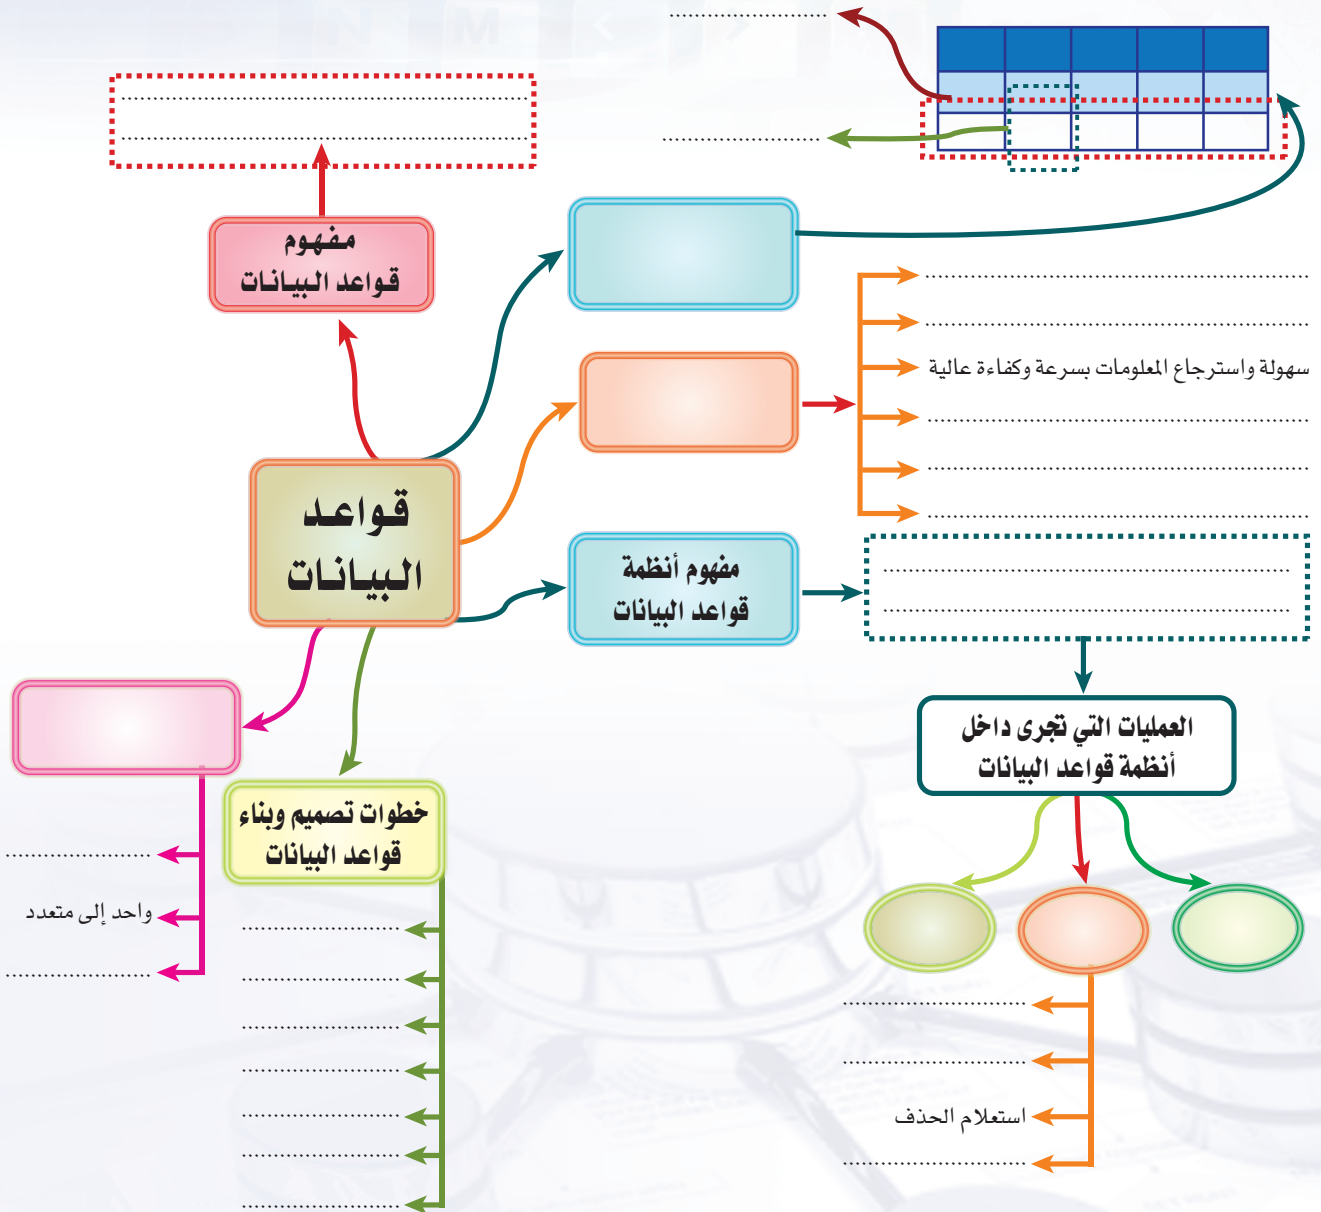 مفهوم
قواعد البيانات
سهولة واسترجاع المعلومات بسرعة وكفاءة عالية
قواعد
البيانات
مفهوم أنظمة
قواعد البيانات
العمليات التي تجرى داخل
أنظمة قواعد البيانات
خطوات تصميم وبناء
قواعد البيانات
واحد إلى متعدد
استعلام الحذف